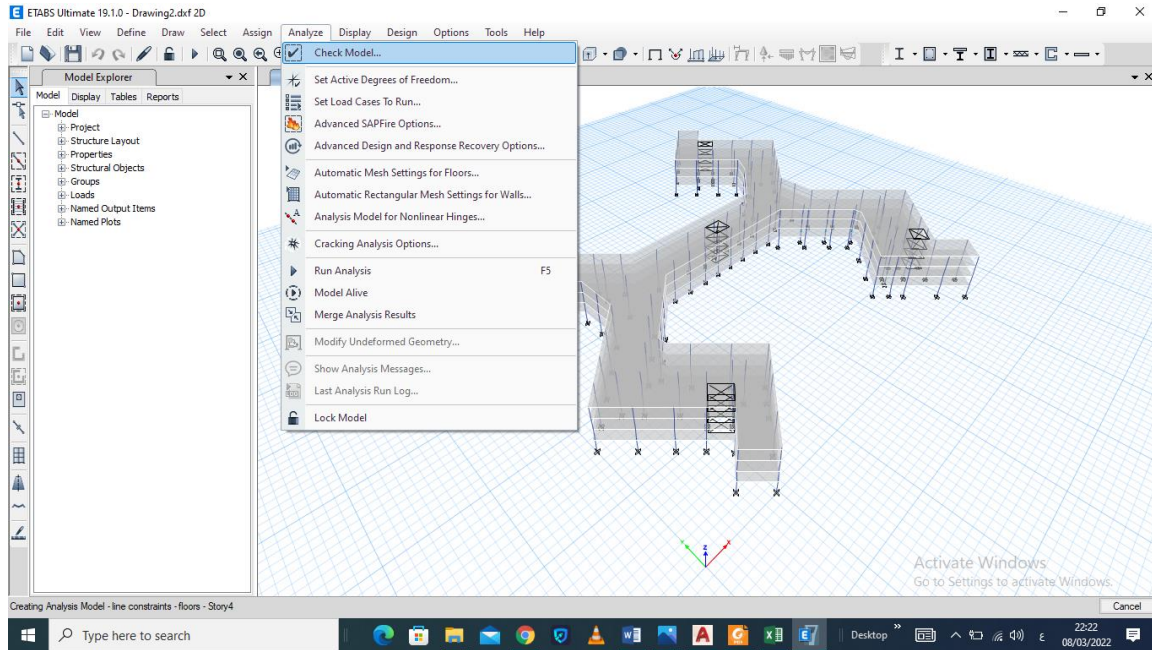 ETABS Ultimate 19.1.0 - Drawing2.dxf 2D
File Edit View Define Draw Select Assign Analyze Display Design Options Tools Help
Model Explorer
Model Display Tables Reports
Model
Project
Structure Layout
Properties
Structural Objects
Groups
Loads
Named Output Items
Named Plots
Check Model...
Set Active Degrees of Freedom...
Set Load Cases To Run...
Advanced SAPFire Options...
Advanced Design and Response Recovery Options...
Automatic Mesh Settings for Floors...
Automatic Rectangular Mesh Settings for Walls...
Analysis Model for Nonlinear Hinges...
Cracking Analysis Options...
Run Analysis F5
Model Alive
Merge Analysis Results
Modify Undeformed Geometry...
Show Analysis Messages...
Last Analysis Run Log...
Lock Model
Y Z X
Activate Windows
Go to Settings to activate Windows.
Creating Analysis Model - line constraints - floors - Story4
Cancel
Type here to search
Desktop
ع
22:22
08/03/2022